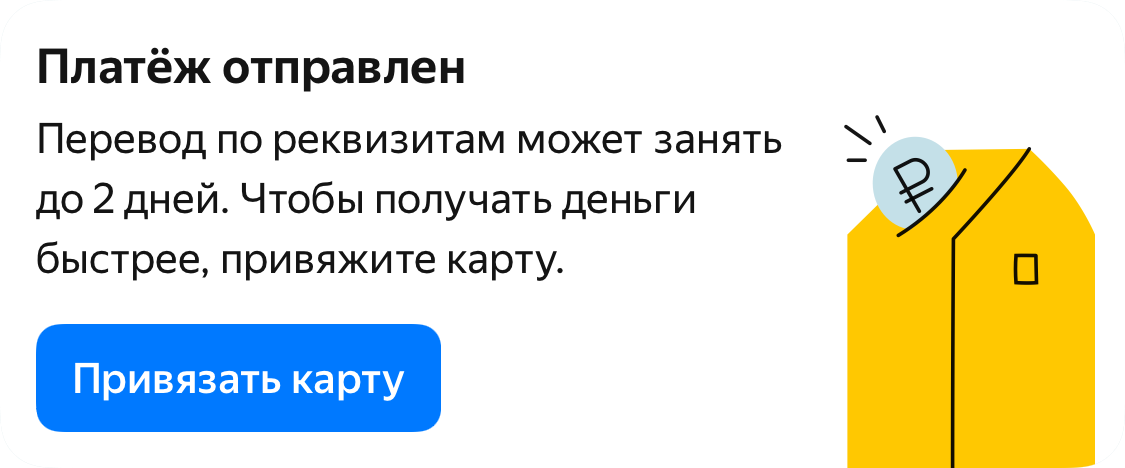 Платёж отправлен
Перевод по реквизитам может занять
до 2 дней. Чтобы получать деньги
быстрее, привяжите карту.
₽
Привязать карту